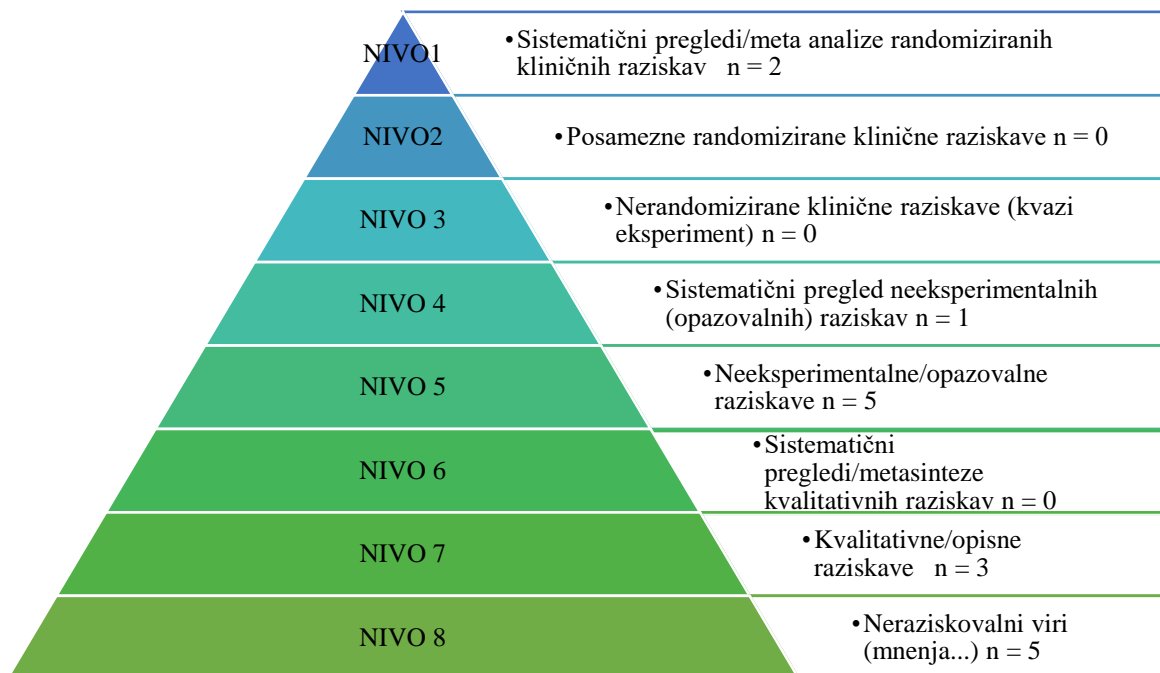 NIVO1
•Sistematični pregledi/meta analize randomiziranih
kliničnih raziskav n = 2
NIVO2
•Posamezne randomizirane klinične raziskave n = 0
NIVO 3
•Nerandomizirane klinične raziskave (kvazi
eksperiment) n = 0
NIVO 4
•Sistematični pregled neeksperimentalnih
(opazovalnih) raziskav n = 1
NIVO 5
•Neeksperimentalne/opazovalne
raziskave n = 5
NIVO 6
•Sistematični
pregledi/metasinteze
kvalitativnih raziskav n = 0
NIVO 7
•Kvalitativne/opisne
raziskave n = 3
NIVO 8
•Neraziskovalni viri
(mnenja...) n = 5